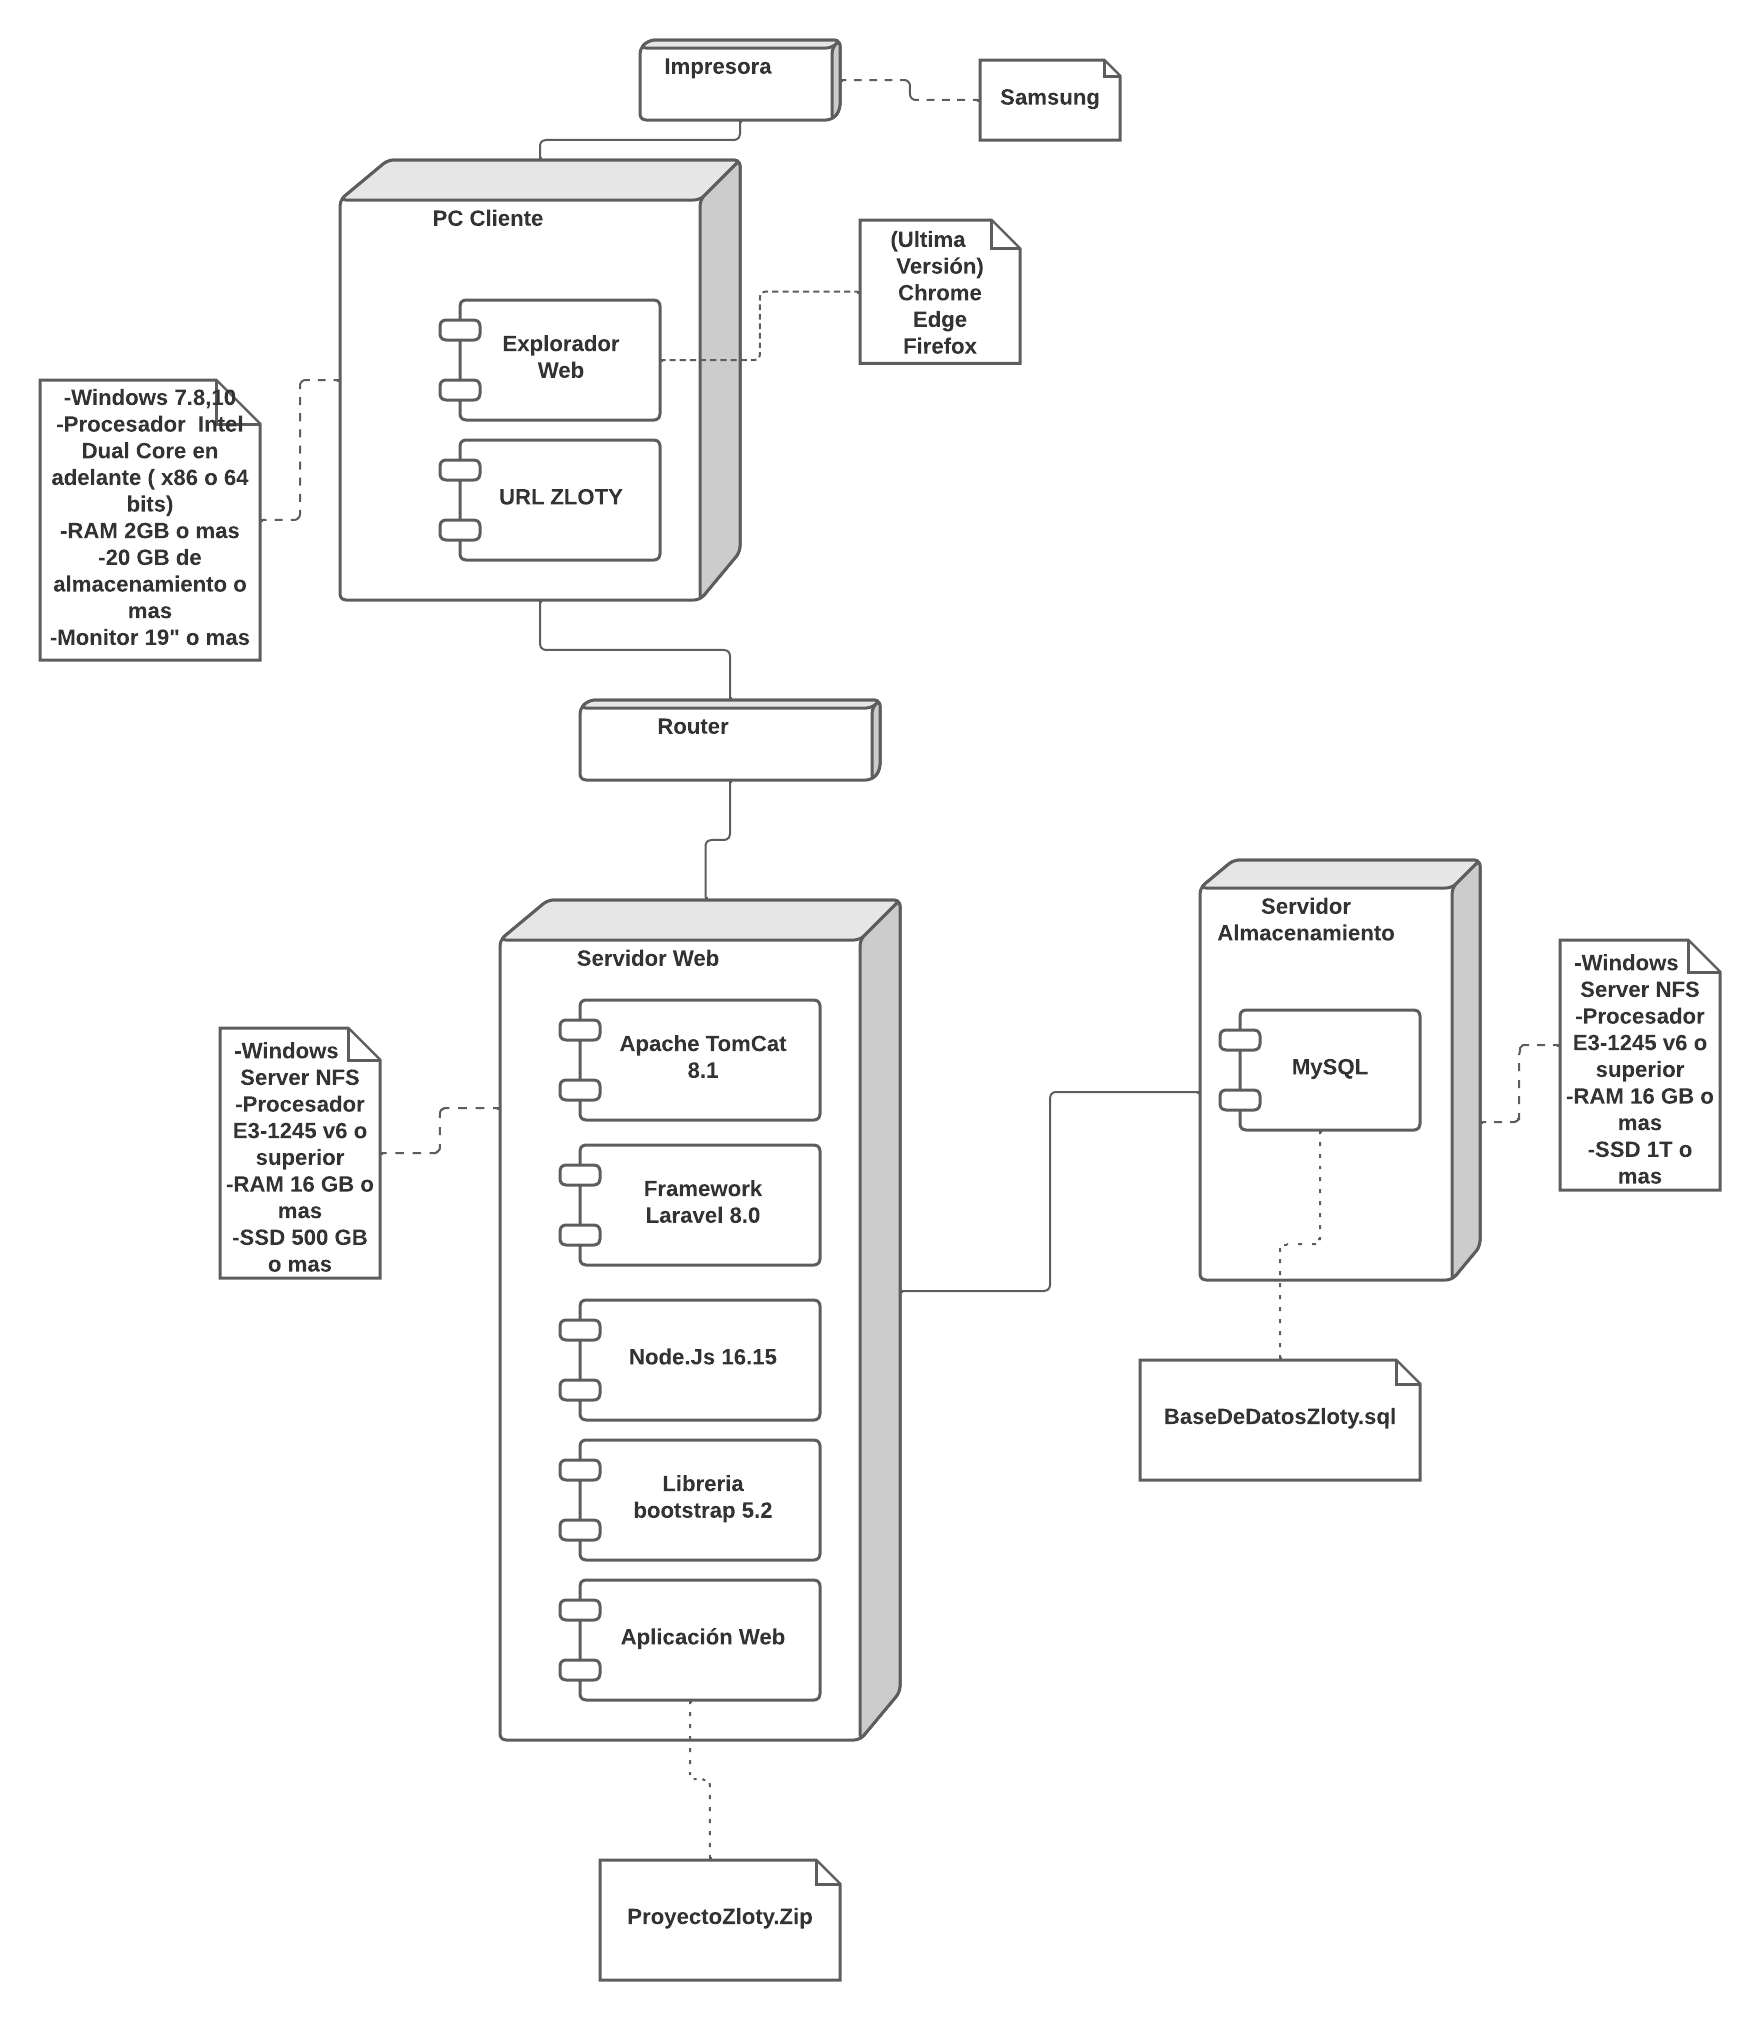 Impresora
Samsung
PC Cliente
(Ultima
Versión)
Chrome
Edge
Firefox
Explorador
Web
URL ZLOTY
-Windows 7.8,10
-Procesador  Intel
Dual Core en
adelante ( x86 o 64
bits)
-RAM 2GB o mas
-20 GB de
almacenamiento o
mas
-Monitor 19" o mas
Router
Servidor Web
Apache TomCat
8.1
Framework
Laravel 8.0
Node.Js 16.15
Libreria
bootstrap 5.2
Aplicación Web
-Windows
Server NFS
-Procesador
E3-1245 v6 o
superior
-RAM 16 GB o
mas
-SSD 500 GB
o mas
Servidor
Almacenamiento
MySQL
-Windows
Server NFS
-Procesador
E3-1245 v6 o
superior
-RAM 16 GB o
mas
-SSD 1T o
mas
BaseDeDatosZloty.sql
ProyectoZloty.Zip